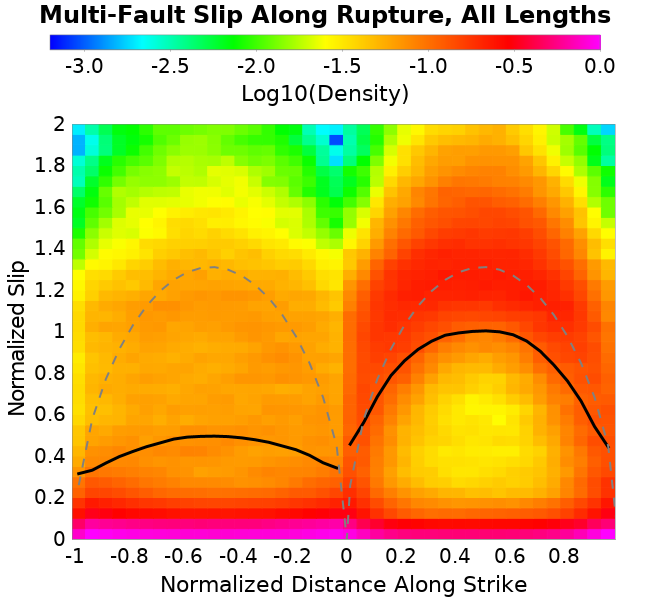 Multi-Fault Slip Along Rupture, All Lengths
-3.0 -2.5 -2.0 -1.5 -1.0 -0.5 0.0
Log10(Density)
2
1.8
1.6
1.4
1.2
1
0.8
0.6
0.4
0.2
0
Normalized Slip
-1 -0.8 -0.6 -0.4 -0.2 0 0.2 0.4 0.6 0.8
Normalized Distance Along Strike